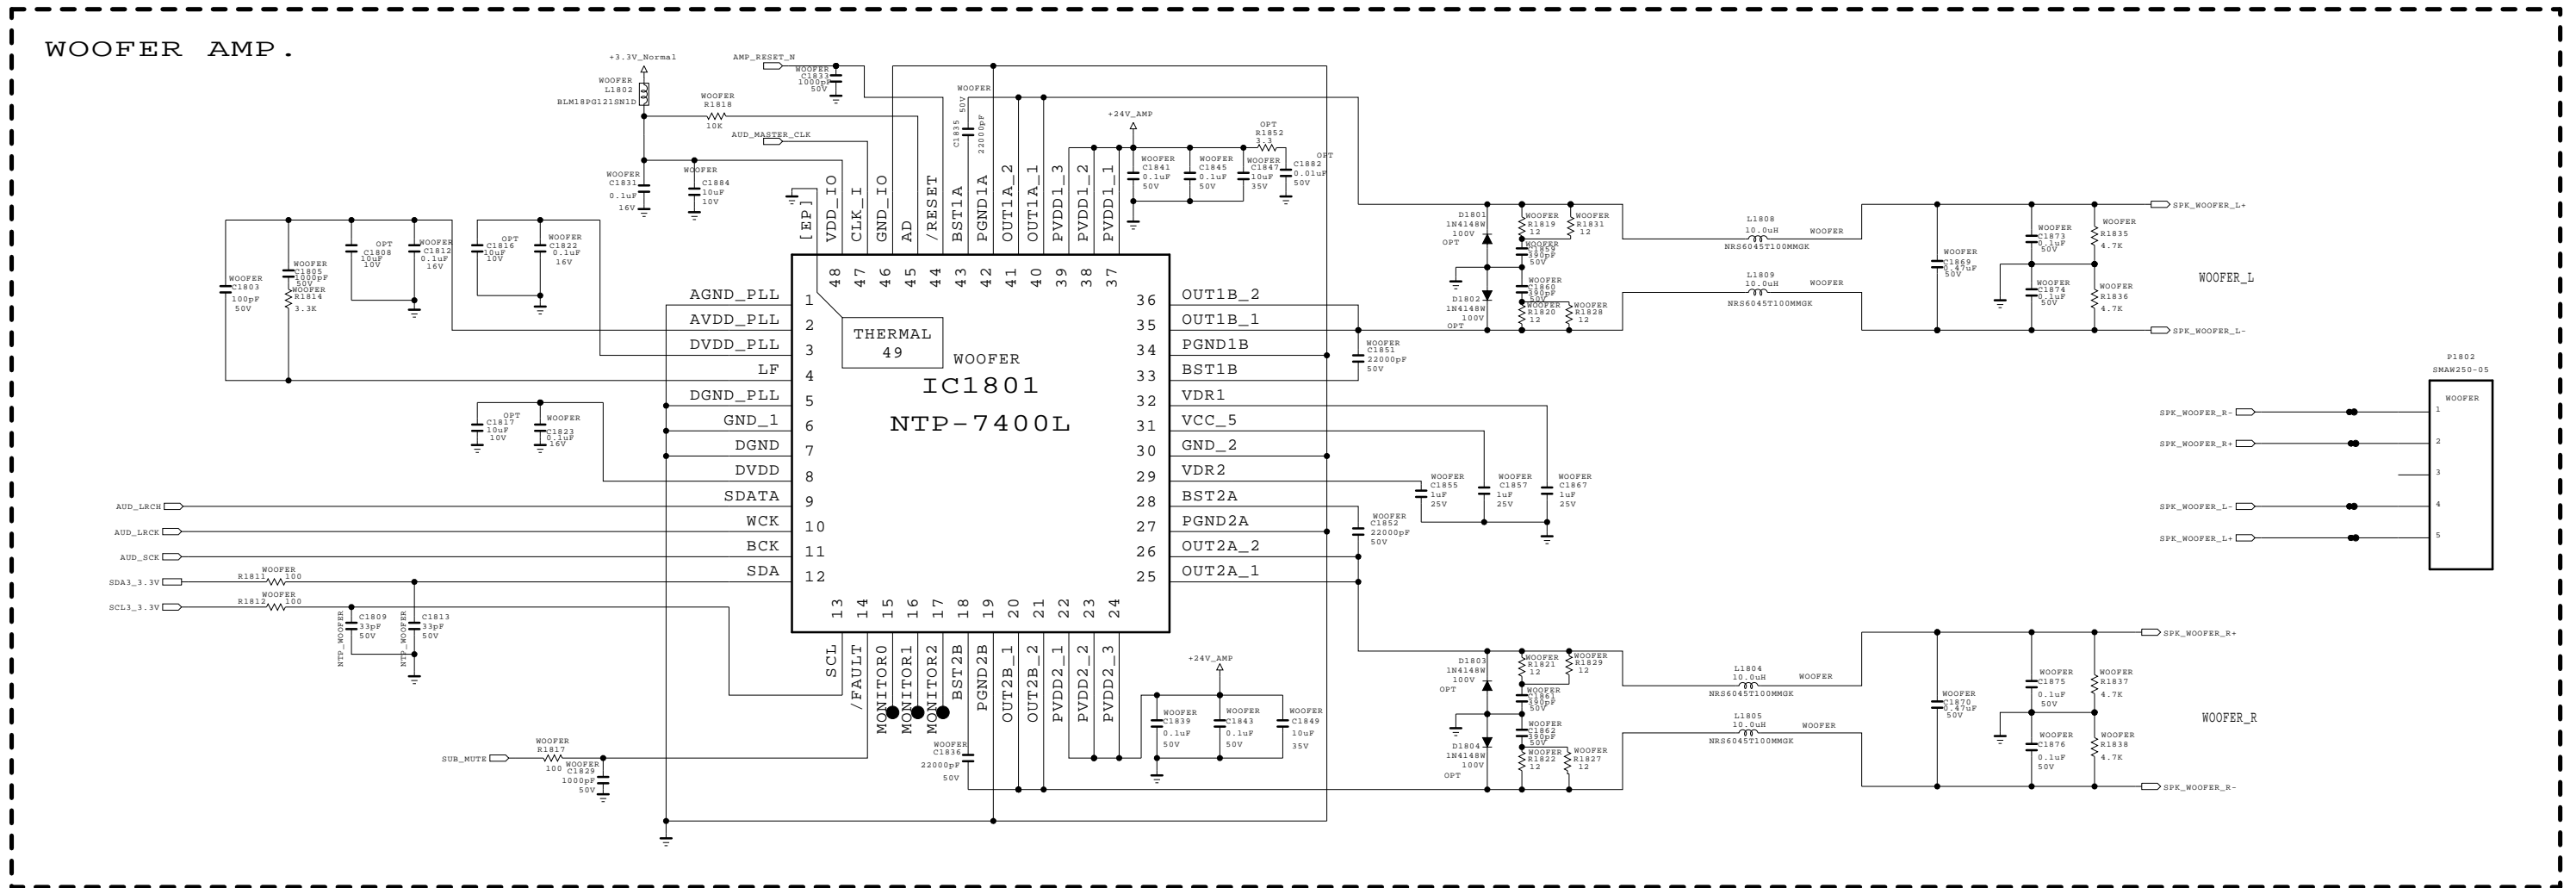 WOOFER AMP.
+3.3V_Normal
WOOFER
L1802
BLM18PG121SN1D
AMP_RESET_N
WOOFER
C1833
1000pF
50V
WOOFER
R1818
10K
AUD_MASTER_CLK
WOOFER
C1831
0.1uF
16V
WOOFER
C1884
10uF
10V
WOOFER
50V
C1835
22000pF
+24V_AMP
WOOFER
C1841
0.1uF
50V
WOOFER
C1845
0.1uF
50V
WOOFER
C1847
10uF
35V
OPT
R1852
3.3
OPT
C1882
0.01uF
50V
WOOFER
C1803
100pF
50V
WOOFER
C1805
1000pF
50V
WOOFER
R1814
3.3K
OPT
C1808
10uF
10V
WOOFER
C1812
0.1uF
16V
OPT
C1816
10uF
10V
WOOFER
C1822
0.1uF
16V
OPT
C1817
10uF
10V
WOOFER
C1823
0.1uF
16V
[EP]
VDD_IO
CLK_I
GND_IO
AD
/RESET
BST1A
PGND1A
OUT1A_2
OUT1A_1
PVDD1_3
PVDD1_2
PVDD1_1
48
47
46
45
44
43
42
41
40
39
38
37
AGND_PLL 1
AVDD_PLL 2
DVDD_PLL 3
LF 4
DGND_PLL 5
GND_1 6
DGND 7
DVDD 8
SDATA 9
WCK 10
BCK 11
SDA 12
THERMAL
49
WOOFER
IC1801
NTP-7400L
36 OUT1B_2
35 OUT1B_1
34 PGND1B
33 BST1B
32 VDR1
31 VCC_5
30 GND_2
29 VDR2
28 BST2A
27 PGND2A
26 OUT2A_2
25 OUT2A_1
13
14
15
16
17
18
19
20
21
22
23
24
SCL
/FAULT
MONITOR0
MONITOR1
MONITOR2
BST2B
PGND2B
OUT2B_1
OUT2B_2
PVDD2_1
PVDD2_2
PVDD2_3
AUD_LRCH
AUD_LRCK
AUD_SCK
SDA3_3.3V
SCL3_3.3V
WOOFER
R1811 100
WOOFER
R1812 100
NTP_WOOFER
C1809
33pF
50V
NTP_WOOFER
C1813
33pF
50V
SUB_MUTE
WOOFER
R1817
100
WOOFER
C1829
1000pF
50V
WOOFER
C1836
22000pF
50V
+24V_AMP
WOOFER
C1839
0.1uF
50V
WOOFER
C1843
0.1uF
50V
WOOFER
C1849
10uF
35V
WOOFER
C1851
22000pF
50V
WOOFER
C1852
22000pF
50V
WOOFER
C1855
1uF
25V
WOOFER
C1857
1uF
25V
WOOFER
C1867
1uF
25V
D1801
1N4148W
100V
OPT
WOOFER
R1819
12
WOOFER
R1831
12
WOOFER
C1859
390pF
50V
WOOFER
C1860
390pF
50V
D1802
1N4148W
100V
OPT
WOOFER
R1820
12
WOOFER
R1828
12
L1808
10.0uH
WOOFER
NRS6045T100MMGK
L1809
10.0uH
WOOFER
NRS6045T100MMGK
WOOFER
C1869
0.47uF
50V
WOOFER
C1873
0.1uF
50V
WOOFER
C1874
0.1uF
50V
WOOFER
R1835
4.7K
WOOFER
R1836
4.7K
SPK_WOOFER_L+
WOOFER_L
SPK_WOOFER_L-
P1802
SMAW250-05
WOOFER
SPK_WOOFER_R- 1
SPK_WOOFER_R+ 2
3
SPK_WOOFER_L- 4
SPK_WOOFER_L+ 5
D1803
1N4148W
100V
OPT
WOOFER
R1821
12
WOOFER
R1829
12
WOOFER
C1861
390pF
50V
WOOFER
C1862
390pF
50V
D1804
1N4148W
100V
OPT
WOOFER
R1822
12
WOOFER
R1827
12
L1804
10.0uH
WOOFER
NRS6045T100MMGK
L1805
10.0uH
WOOFER
NRS6045T100MMGK
WOOFER
C1870
0.47uF
50V
WOOFER
C1875
0.1uF
50V
WOOFER
C1876
0.1uF
50V
WOOFER
R1837
4.7K
WOOFER
R1838
4.7K
SPK_WOOFER_R+
WOOFER_R
SPK_WOOFER_R-